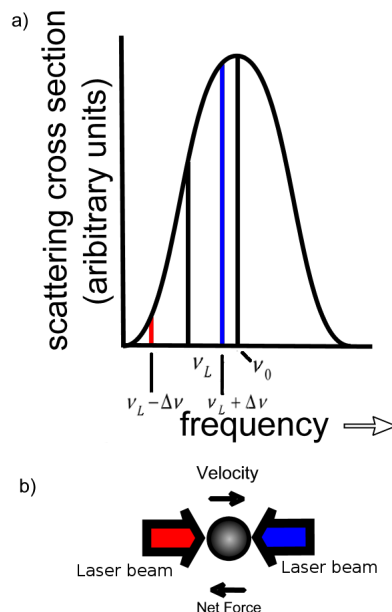 a)
scattering cross section
(aribitrary units)
ν_L
ν_0
ν_L − Δν
ν_L + Δν
frequency
b)
Velocity
Laser beam
Laser beam
Net Force